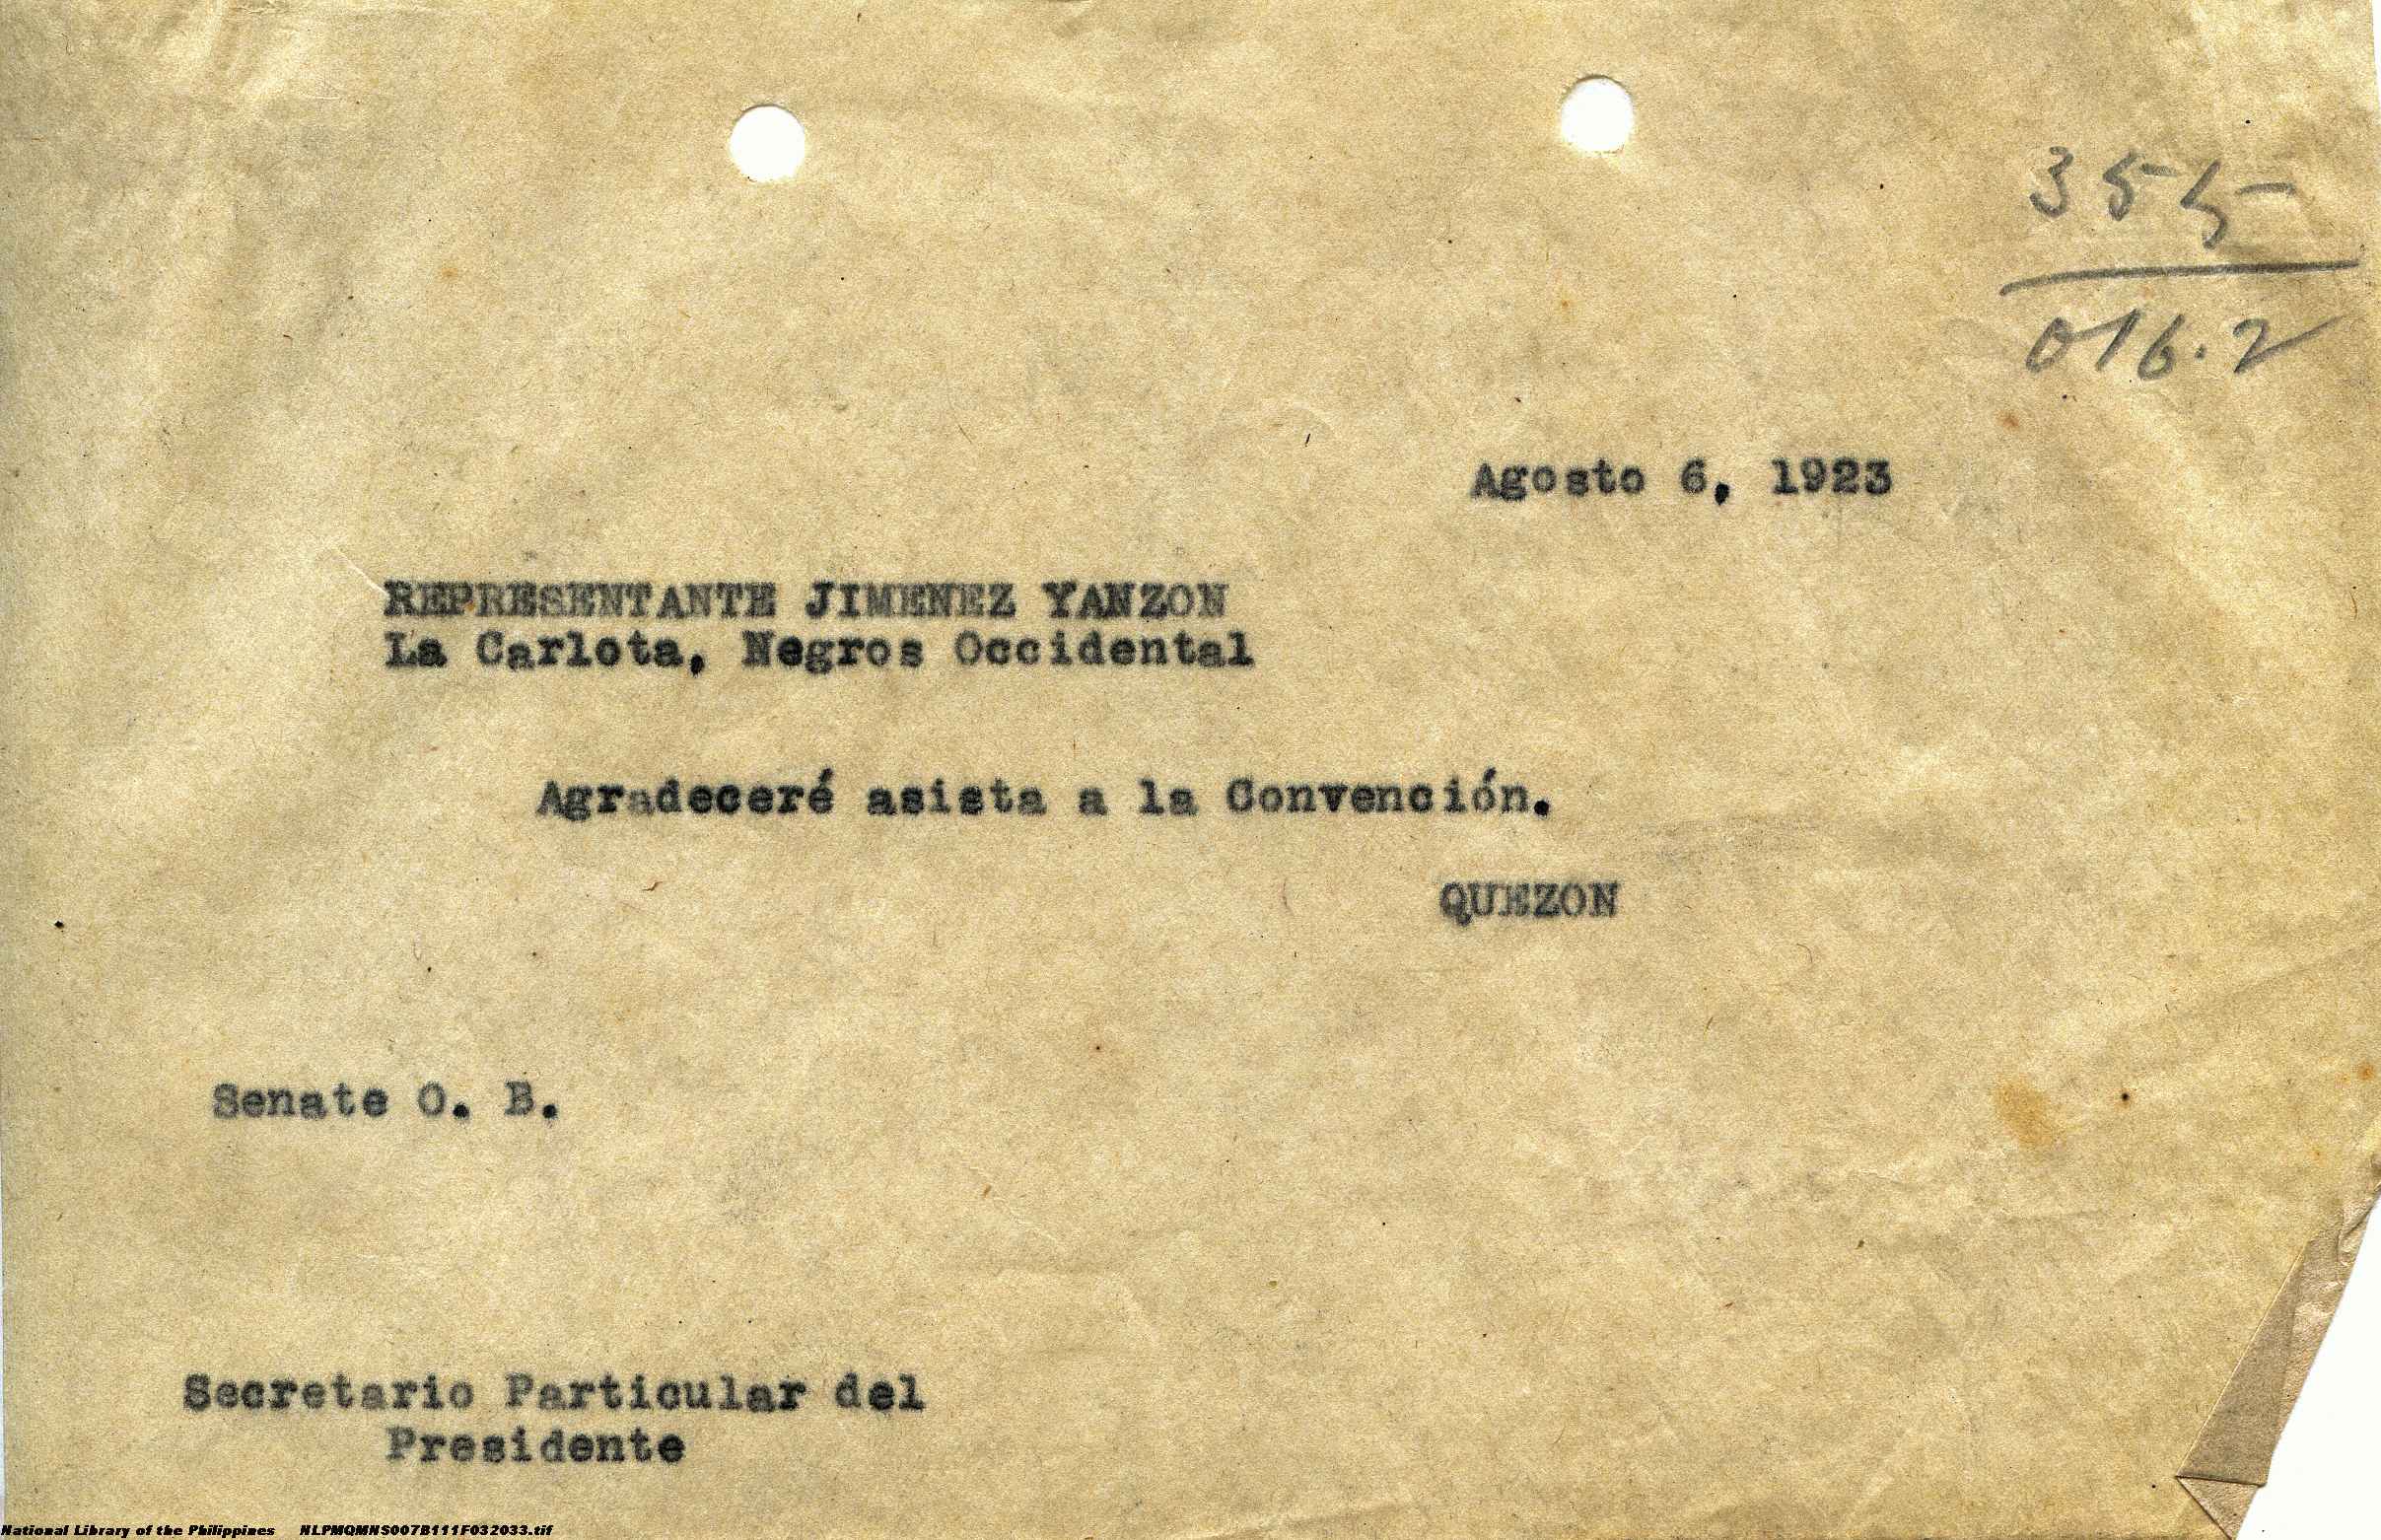 355
016.2
Agosto 6, 1923
REPRESENTANTE JIMENEZ YANZON
La Carlota, Negros Occidental
Agradeceré asista a la Convención.
QUEZON
Senate O. B.
Secretario Particular del
Presidente
National Library of the Philippines NLPMQMNS007B111F032033.tif